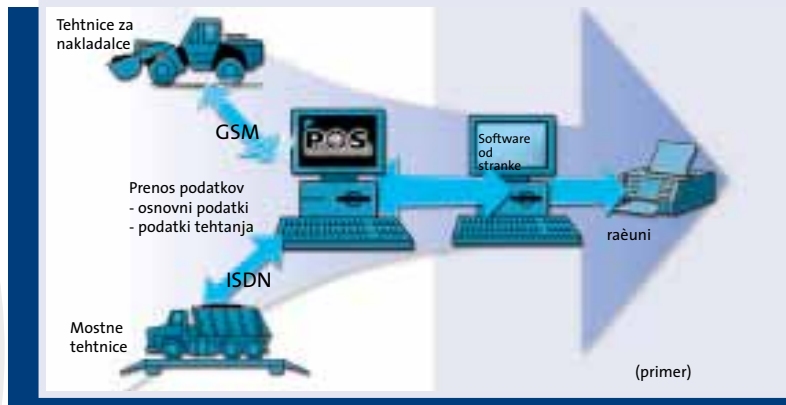 Tehtnice za
nakladalce
GSM
POS
Software
od
stranke
Prenos podatkov
- osnovni podatki
- podatki tehtanja
raèuni
ISDN
Mostne
tehtnice
(primer)